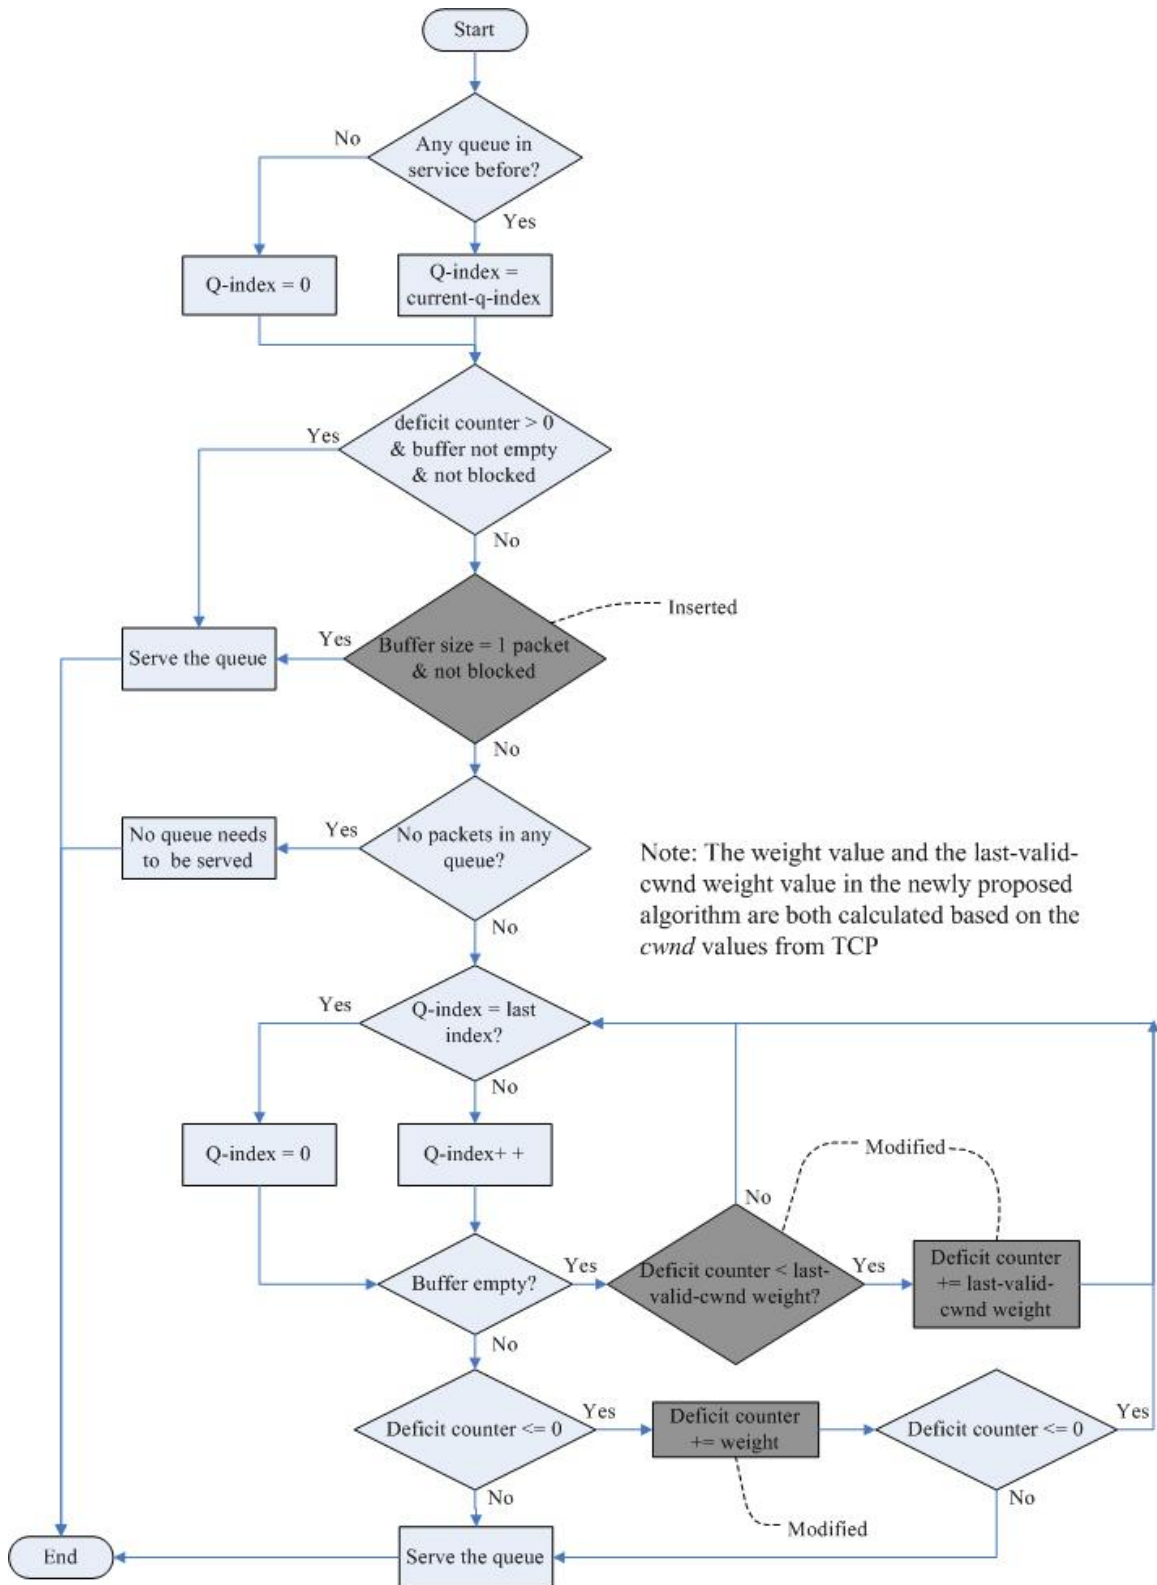 Start
No
Any queue in
service before?
Yes
Q-index = 0
Q-index =
current-q-index
Yes
deficit counter > 0
& buffer not empty
& not blocked
No
Inserted
Serve the queue
Yes
Buffer size = 1 packet
& not blocked
No
No queue needs
to be served
Yes
No packets in any
queue?
Note: The weight value and the last-valid-
cwnd weight value in the newly proposed
algorithm are both calculated based on the
cwnd values from TCP
No
Yes
Q-index = last
index?
No
Q-index = 0
Q-index+ +
Modified
No
Buffer empty?
Yes
Deficit counter < last-
valid-cwnd weight?
Yes
Deficit counter
+= last-valid-
cwnd weight
No
Deficit counter <= 0
Yes
Deficit counter
+= weight
Deficit counter <= 0
Yes
No
No
Modified
End
Serve the queue